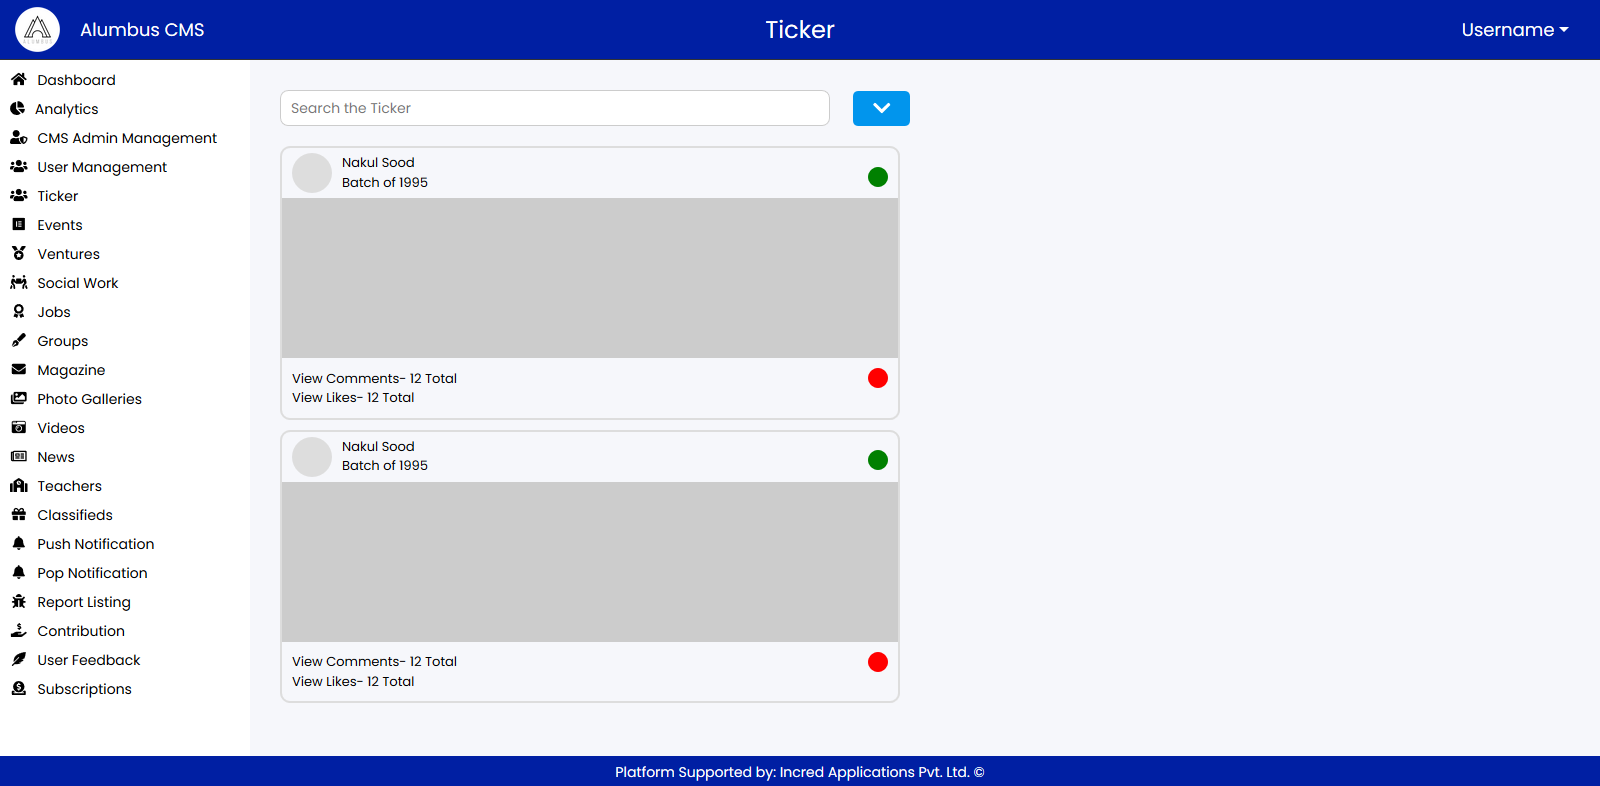 Alumbus CMS
Ticker
Username
Dashboard
Analytics
CMS Admin Management
User Management
Ticker
Events
Ventures
Social Work
Jobs
Groups
Magazine
Photo Galleries
Videos
News
Teachers
Classifieds
Push Notification
Pop Notification
Report Listing
Contribution
User Feedback
Subscriptions
Search the Ticker
Nakul Sood
Batch of 1995
View Comments- 12 Total
View Likes- 12 Total
Nakul Sood
Batch of 1995
View Comments- 12 Total
View Likes- 12 Total
Platform Supported by: Incred Applications Pvt. Ltd. ©